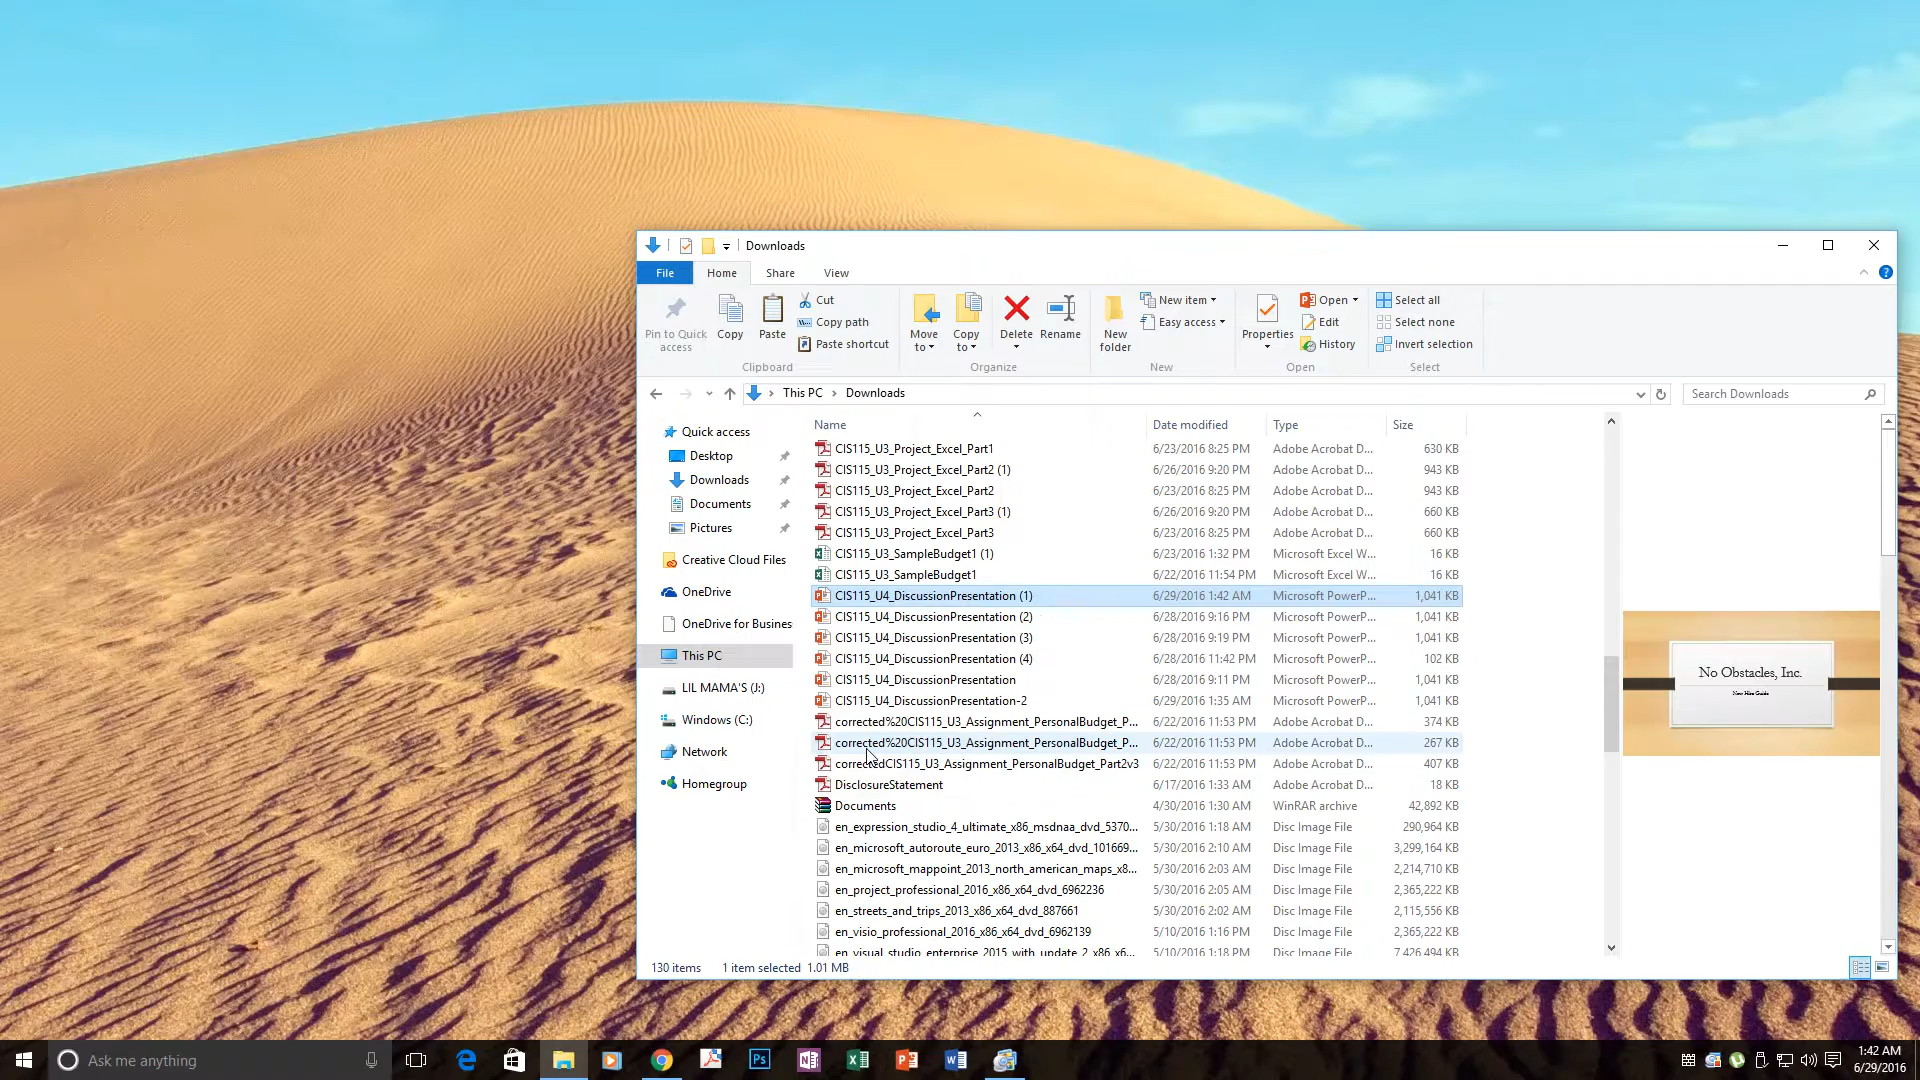 Downloads
File Home Share View
Pin to Quick access
Copy
Paste
Cut
Copy path
Paste shortcut
Clipboard
Move to
Copy to
Delete
Rename
Organize
New folder
New item
Easy access
New
Properties
Open
Edit
History
Open
Select all
Select none
Invert selection
Select
This PC Downloads
Search Downloads
Quick access
Desktop
Downloads
Documents
Pictures
Creative Cloud Files
OneDrive
OneDrive for Busines
This PC
LIL MAMA'S (J:)
Windows (C:)
Network
Homegroup
Name Date modified Type Size
CIS115_U3_Project_Excel_Part1 6/23/2016 8:25 PM Adobe Acrobat D... 630 KB
CIS115_U3_Project_Excel_Part2 (1) 6/26/2016 9:20 PM Adobe Acrobat D... 943 KB
CIS115_U3_Project_Excel_Part2 6/23/2016 8:25 PM Adobe Acrobat D... 943 KB
CIS115_U3_Project_Excel_Part3 (1) 6/26/2016 9:20 PM Adobe Acrobat D... 660 KB
CIS115_U3_Project_Excel_Part3 6/23/2016 8:25 PM Adobe Acrobat D... 660 KB
CIS115_U3_SampleBudget1 (1) 6/23/2016 1:32 PM Microsoft Excel W... 16 KB
CIS115_U3_SampleBudget1 6/22/2016 11:54 PM Microsoft Excel W... 16 KB
CIS115_U4_DiscussionPresentation (1) 6/29/2016 1:42 AM Microsoft PowerP... 1,041 KB
CIS115_U4_DiscussionPresentation (2) 6/28/2016 9:16 PM Microsoft PowerP... 1,041 KB
CIS115_U4_DiscussionPresentation (3) 6/28/2016 9:19 PM Microsoft PowerP... 1,041 KB
CIS115_U4_DiscussionPresentation (4) 6/28/2016 11:42 PM Microsoft PowerP... 102 KB
CIS115_U4_DiscussionPresentation 6/28/2016 9:11 PM Microsoft PowerP... 1,041 KB
CIS115_U4_DiscussionPresentation-2 6/29/2016 1:35 AM Microsoft PowerP... 1,041 KB
corrected%20CIS115_U3_Assignment_PersonalBudget_P... 6/22/2016 11:53 PM Adobe Acrobat D... 374 KB
corrected%20CIS115_U3_Assignment_PersonalBudget_P... 6/22/2016 11:53 PM Adobe Acrobat D... 267 KB
correctedCIS115_U3_Assignment_PersonalBudget_Part2v3 6/22/2016 11:53 PM Adobe Acrobat D... 407 KB
DisclosureStatement 6/17/2016 1:33 AM Adobe Acrobat D... 18 KB
Documents 4/30/2016 1:30 AM WinRAR archive 42,892 KB
en_expression_studio_4_ultimate_x86_msdnaa_dvd_5370... 5/30/2016 1:18 AM Disc Image File 290,964 KB
en_microsoft_autoroute_euro_2013_x86_x64_dvd_101669... 5/30/2016 2:10 AM Disc Image File 3,299,164 KB
en_microsoft_mappoint_2013_north_american_maps_x8... 5/30/2016 2:03 AM Disc Image File 2,214,710 KB
en_project_professional_2016_x86_x64_dvd_6962236 5/30/2016 2:05 AM Disc Image File 2,365,222 KB
en_streets_and_trips_2013_x86_x64_dvd_887661 5/30/2016 2:02 AM Disc Image File 2,115,556 KB
en_visio_professional_2016_x86_x64_dvd_6962139 5/10/2016 1:16 PM Disc Image File 2,365,222 KB
en_visual_studio_enterprise_2015_with_update_2_x86_x6... 5/10/2016 1:18 PM Disc Image File 7,426,494 KB
No Obstacles, Inc.
New Hire Guide
130 items 1 item selected 1.01 MB
Ask me anything
1:42 AM
6/29/2016